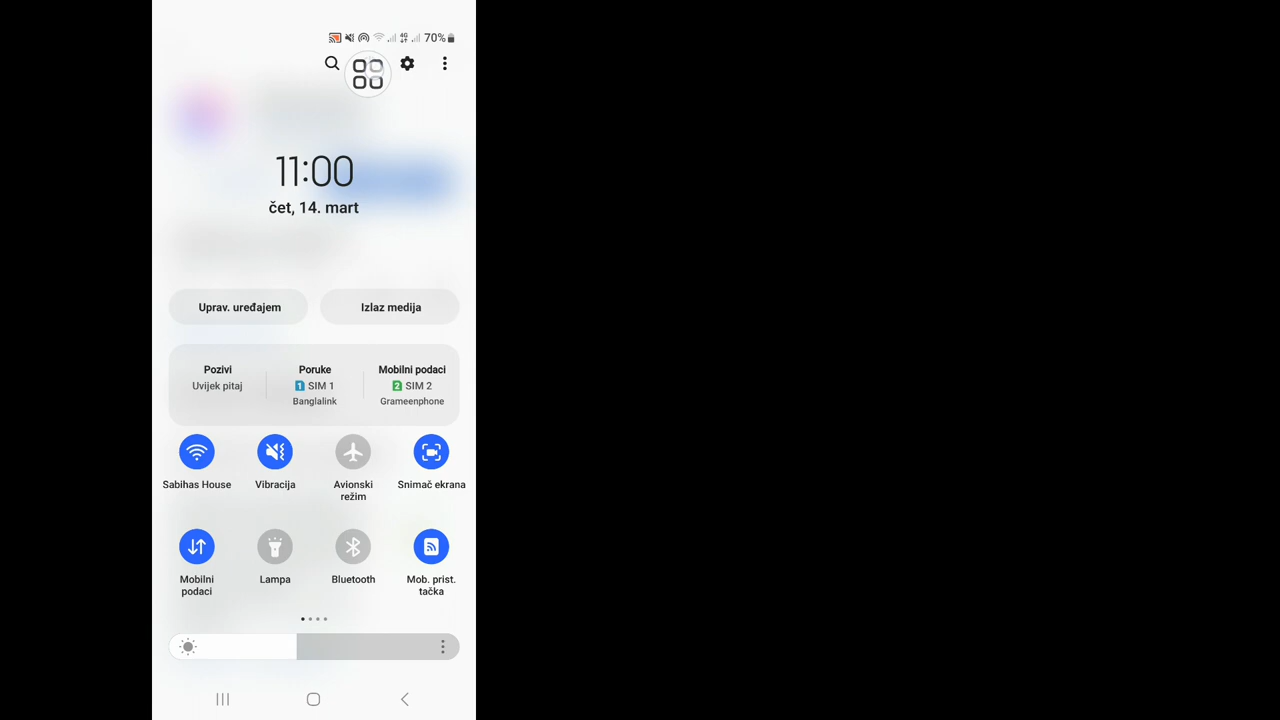 4G 70%
11:00
čet, 14. mart
Uprav. uređajem Izlaz medija
Pozivi Poruke Mobilni podaci
Uvijek pitaj 1 SIM 1 2 SIM 2
Banglalink Grameenphone
Sabihas House Vibracija Avionski režim Snimač ekrana
Mobilni podaci Lampa Bluetooth Mob. prist. tačka